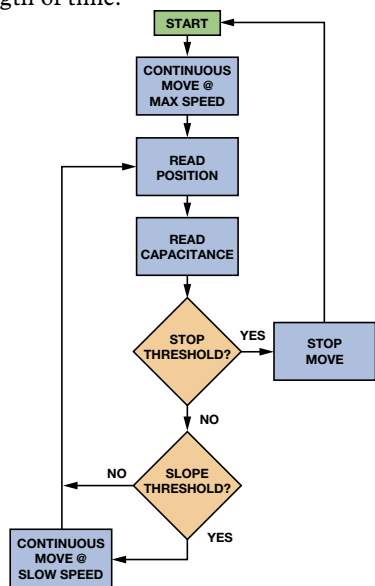 gth of time.
START
CONTINUOUS
MOVE @
MAX SPEED
READ
POSITION
READ
CAPACITANCE
STOP
THRESHOLD?
YES
STOP
MOVE
NO
SLOPE
THRESHOLD?
NO
YES
CONTINUOUS
MOVE @
SLOW SPEED